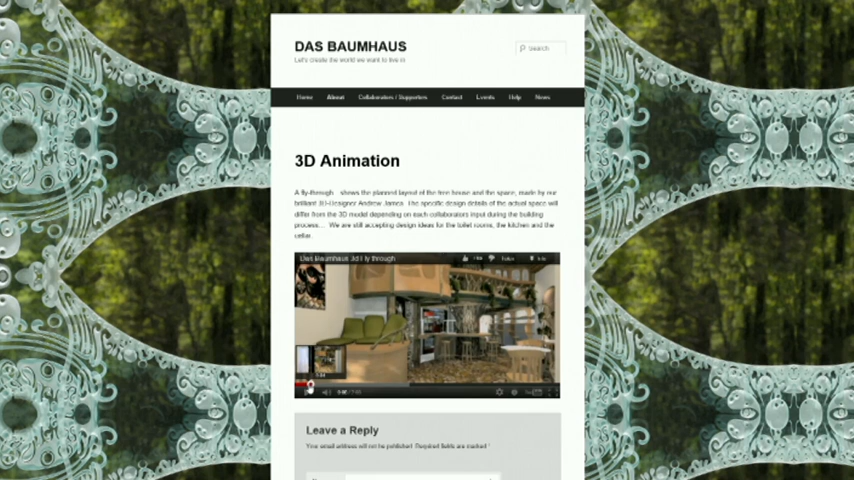 DAS BAUMHAUS
Let's create the world we want to live in
Search
Home About Collaborators / Supporters Contact Events Help News
3D Animation
A fly-through shows the planned layout of the tree house and the space, made by our
brilliant 3D-Designer Andrew James. The specific design details of the actual space will
differ from the 3D model depending on each collaborators input during the building
process... We are still accepting design ideas for the toilet rooms, the kitchen and the
cellar.
Das Baumhaus 3d Fly through
Leave a Reply
Your email address will not be published. Required fields are marked *